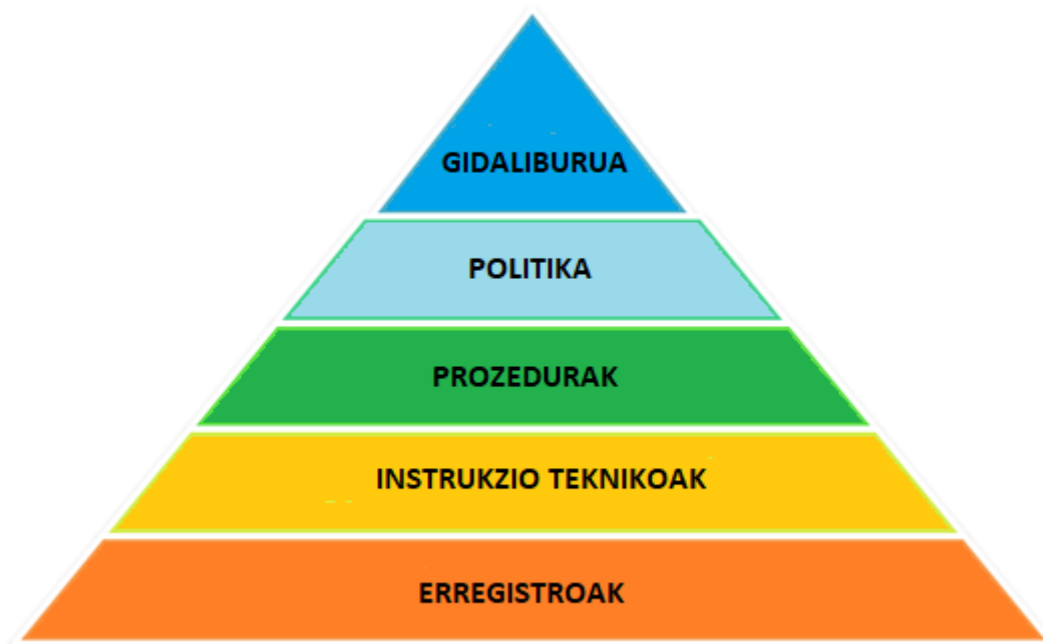 GIDALIBURUA
POLITIKA
PROZEDURAK
INSTRUKZIO TEKNIKOAK
ERREGISTROAK